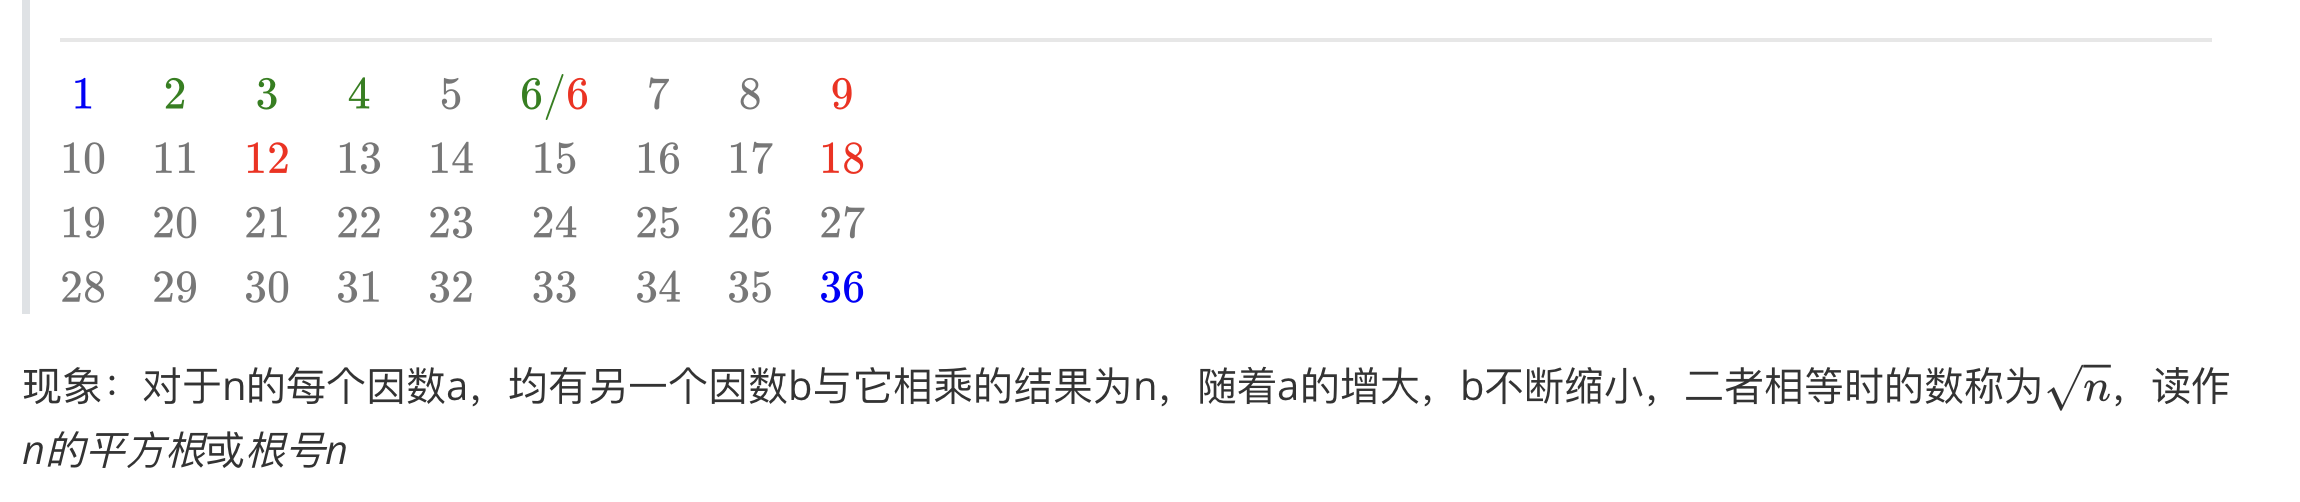 1 2 3 4 5 6/6 7 8 9
10 11 12 13 14 15 16 17 18
19 20 21 22 23 24 25 26 27
28 29 30 31 32 33 34 35 36
现象：对于n的每个因数a，均有另一个因数b与它相乘的结果为n，随着a的增大，b不断缩小，二者相等时的数称为√n，读作
n的平方根或根号n